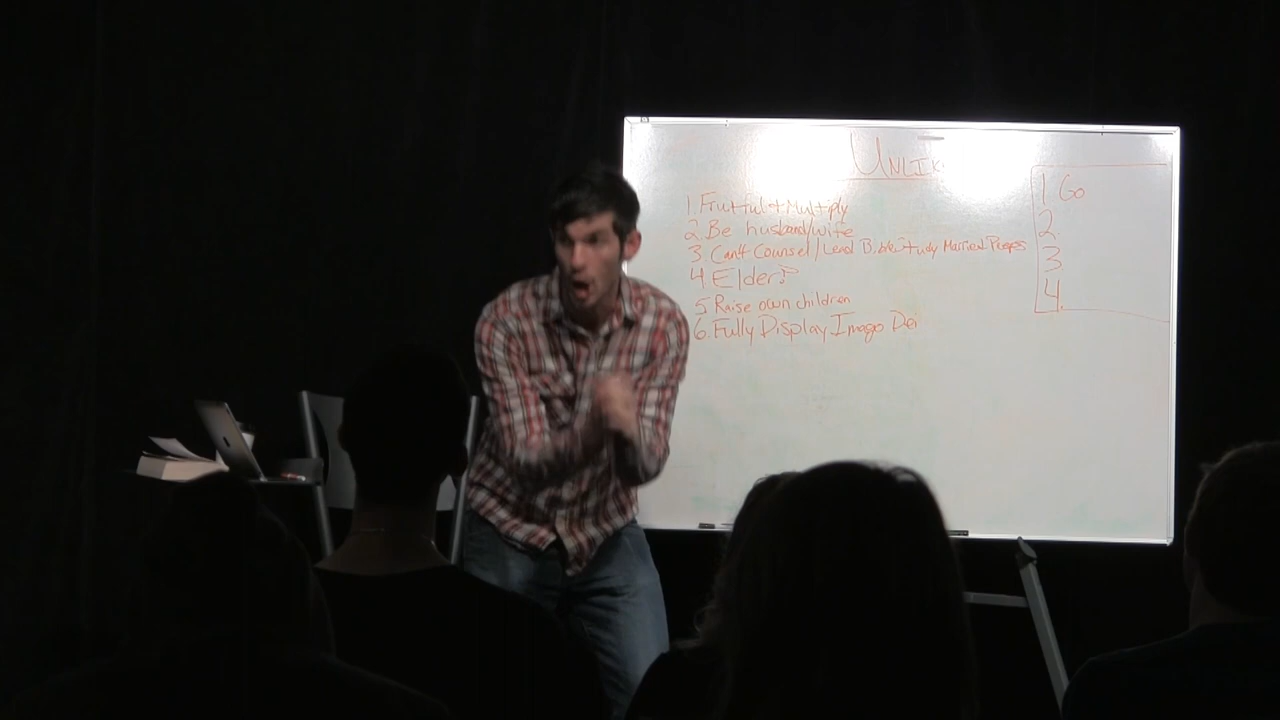 UNLIK
1. Fruitful + Multiply
2. Be husband/wife
3. Can't Counsel/Lead Bible Study Married Peeps
4 Elder?
5 Raise own children
6. Fully Display Imago Dei
1 Go
2.
3
4.